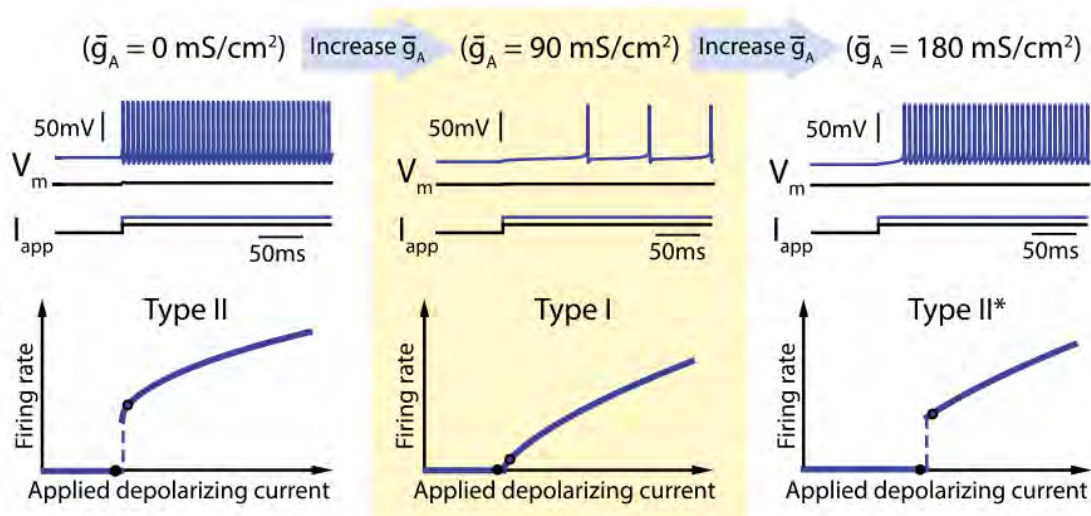 (ḡA = 0 mS/cm²) Increase ḡA (ḡA = 90 mS/cm²) Increase ḡA (ḡA = 180 mS/cm²)
50mV 50mV 50mV
Vm Vm Vm
Iapp Iapp Iapp
50ms 50ms 50ms
Type II Type I Type II*
Firing rate Firing rate Firing rate
Applied depolarizing current Applied depolarizing current Applied depolarizing current